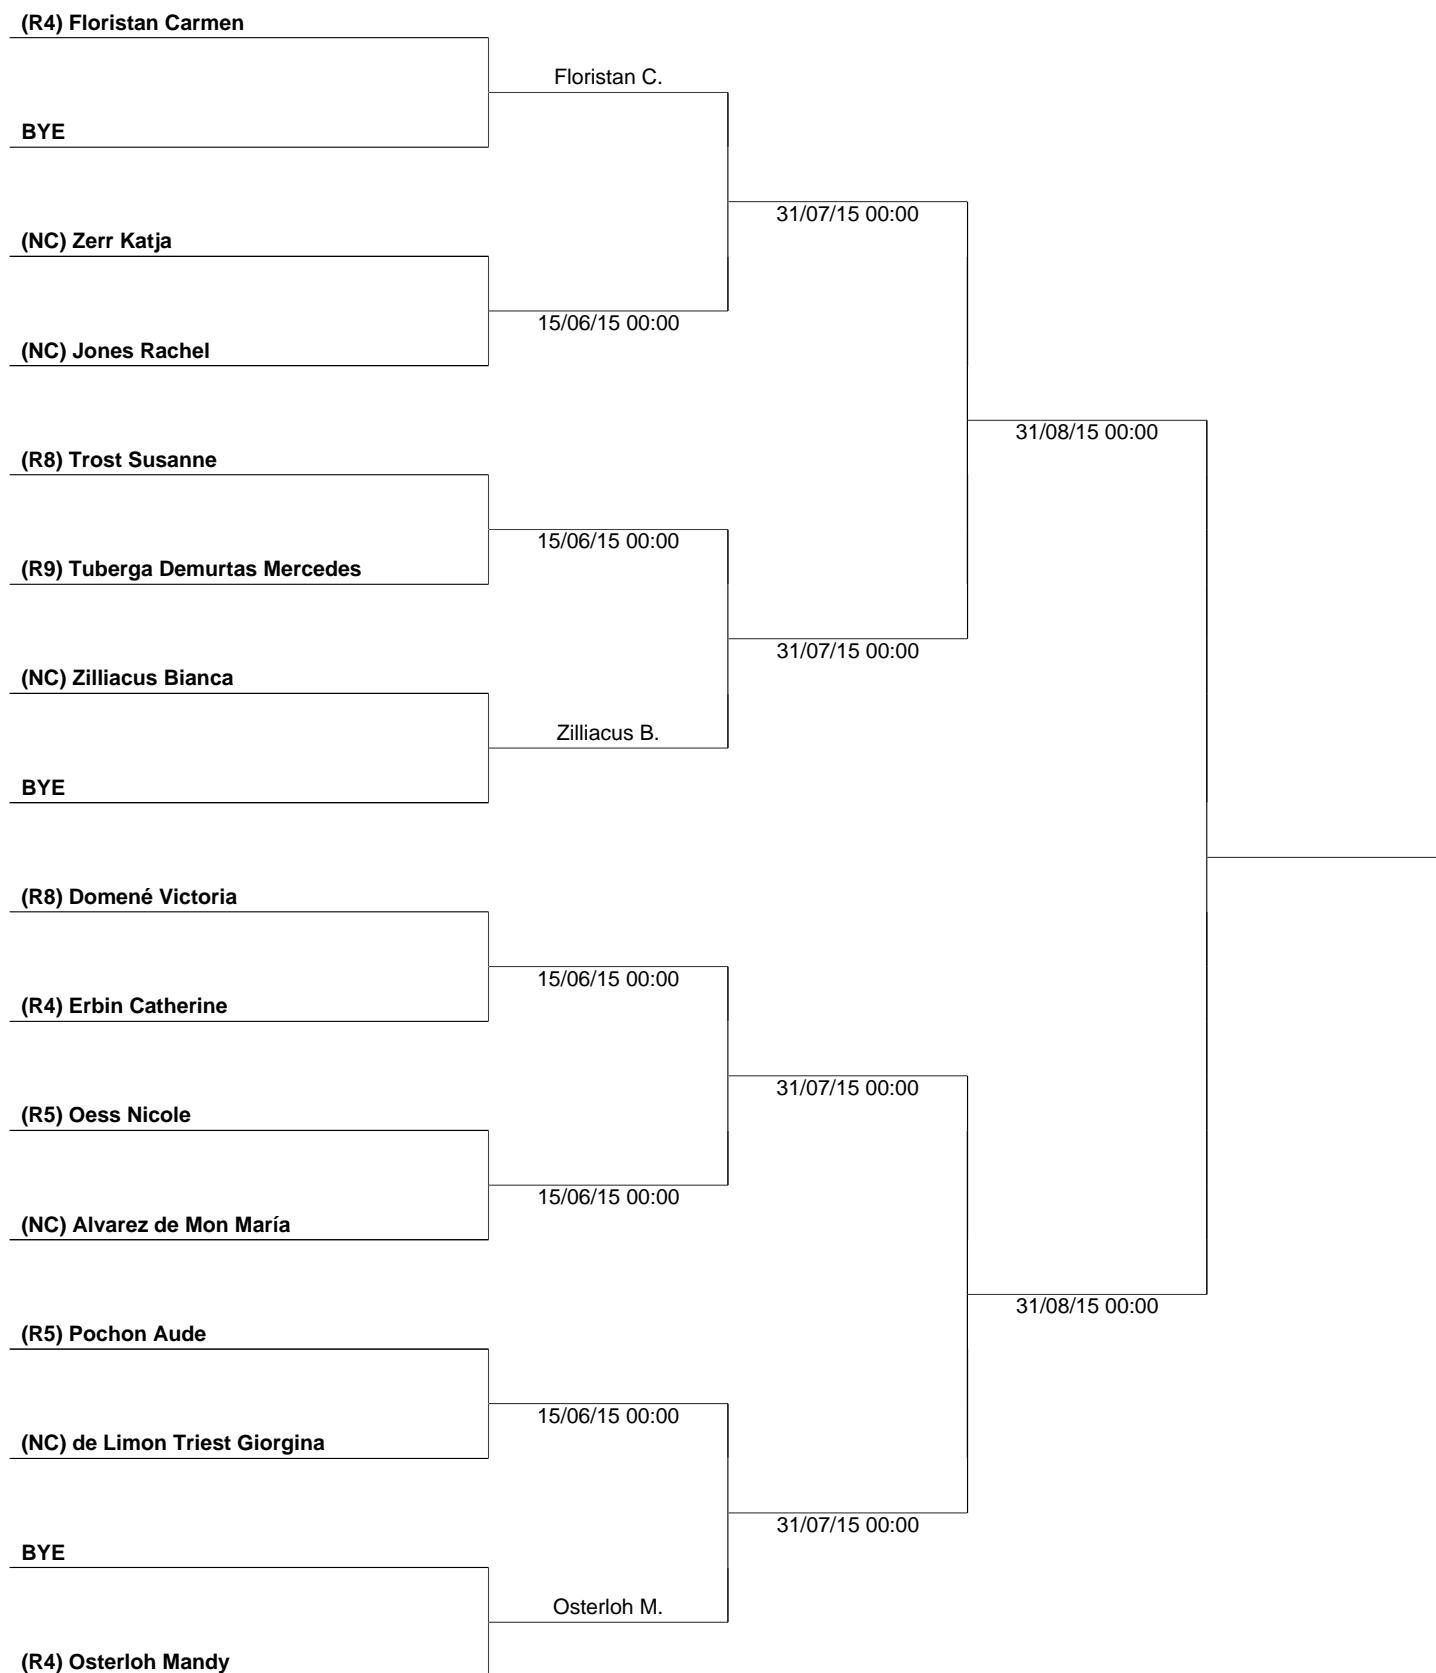 (R4) Floristan Carmen
Floristan C.
BYE
31/07/15 00:00
(NC) Zerr Katja
15/06/15 00:00
(NC) Jones Rachel
31/08/15 00:00
(R8) Trost Susanne
15/06/15 00:00
(R9) Tuberga Demurtas Mercedes
31/07/15 00:00
(NC) Zilliacus Bianca
Zilliacus B.
BYE
(R8) Domené Victoria
15/06/15 00:00
(R4) Erbin Catherine
31/07/15 00:00
(R5) Oess Nicole
15/06/15 00:00
(NC) Alvarez de Mon María
31/08/15 00:00
(R5) Pochon Aude
15/06/15 00:00
(NC) de Limon Triest Giorgina
31/07/15 00:00
BYE
Osterloh M.
(R4) Osterloh Mandy